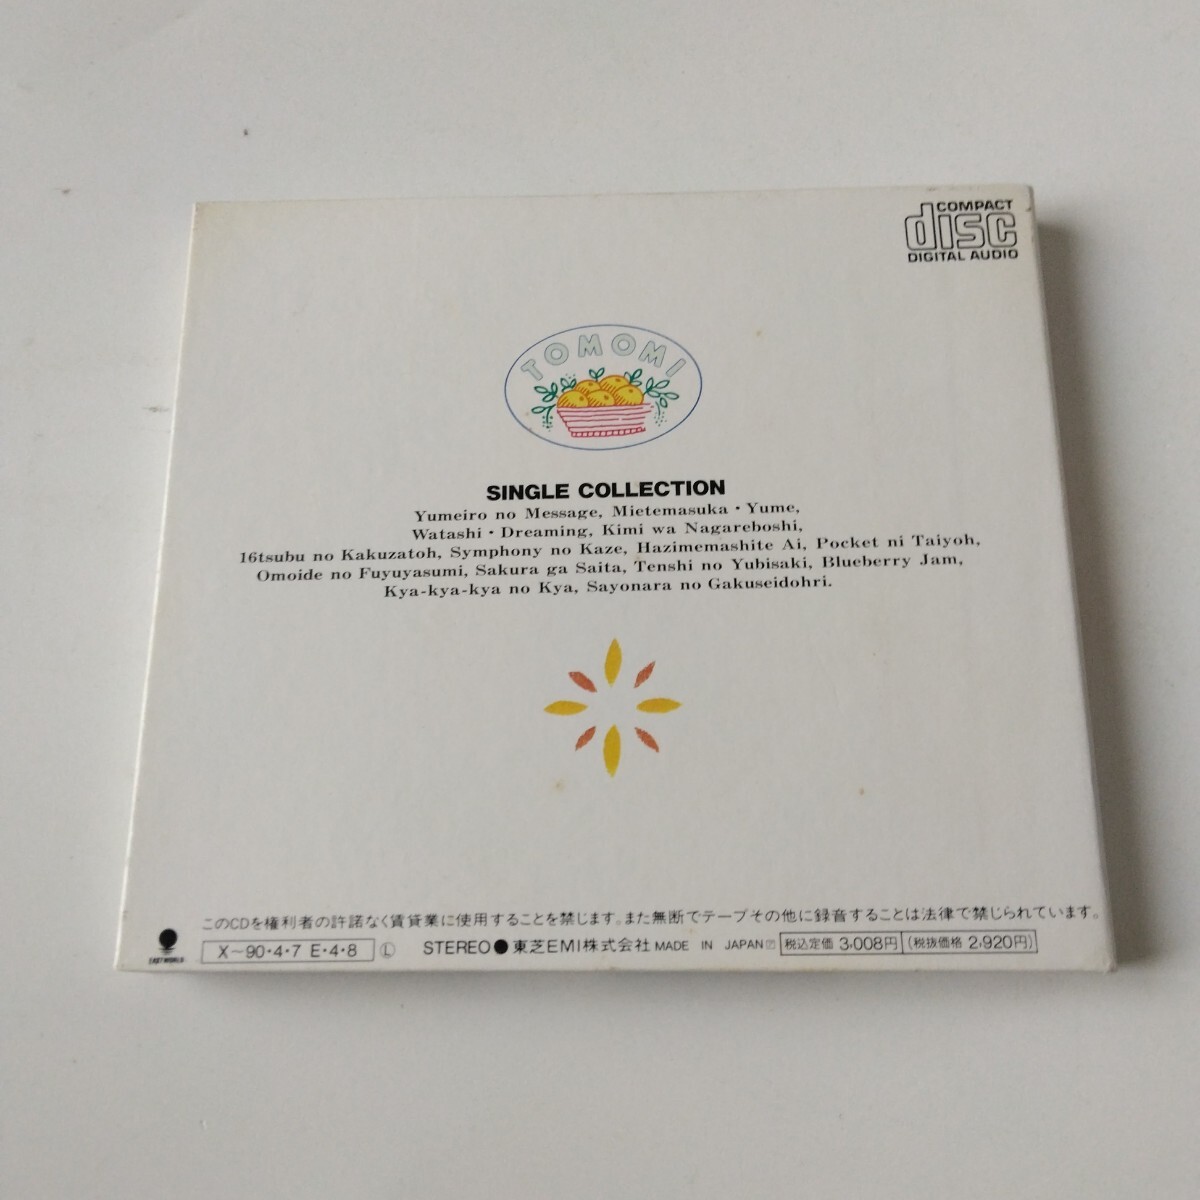 COMPACT
disc
DIGITAL AUDIO
TOMOMI
SINGLE COLLECTION
Yumeiro no Message, Mietemasuka・Yume,
Watashi・Dreaming, Kimi wa Nagareboshi,
16tsubu no Kakuzatoh, Symphony no Kaze, Hazimemashite Ai, Pocket ni Taiyoh,
Omoide no Fuyuyasumi, Sakura ga Saita, Tenshi no Yubisaki, Blueberry Jam,
Kya-kya-kya no Kya, Sayonara no Gakuseidohri.
このCDを権利者の許諾なく賃貸業に使用することを禁じます。また無断でテープその他に録音することは法律で禁じられています。
EASTWORLD
X〜90・4・7 E・4・8 Ⓛ STEREO●東芝EMI株式会社 MADE IN JAPAN 税込定価 3,008円 (税抜価格 2,920円)